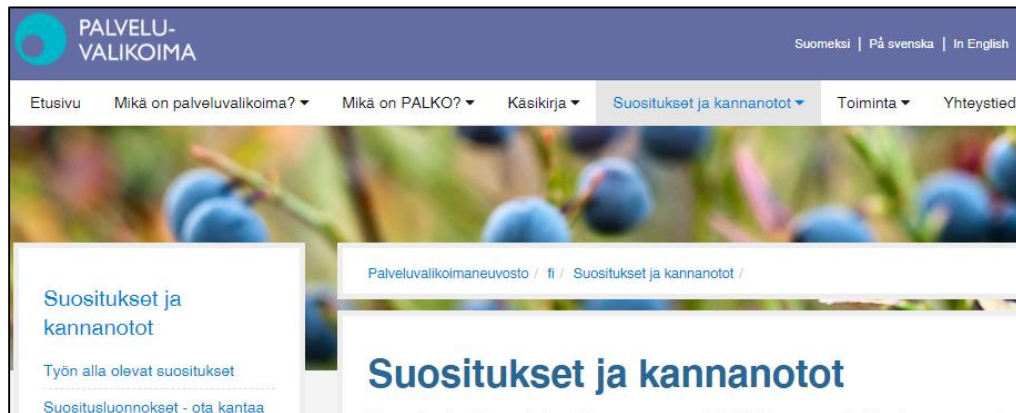 PALVELU-
VALIKOIMA
Suomeksi | På svenska | In English
Etusivu Mikä on palveluvalikoima? Mikä on PALKO? Käsikirja Suositukset ja kannanotot Toiminta Yhteystied
Palveluvalikoimaneuvosto / fi / Suositukset ja kannanotot /
Suositukset ja
kannanotot
Työn alla olevat suositukset
Suositusluonnokset - ota kantaa
Suositukset ja kannanotot